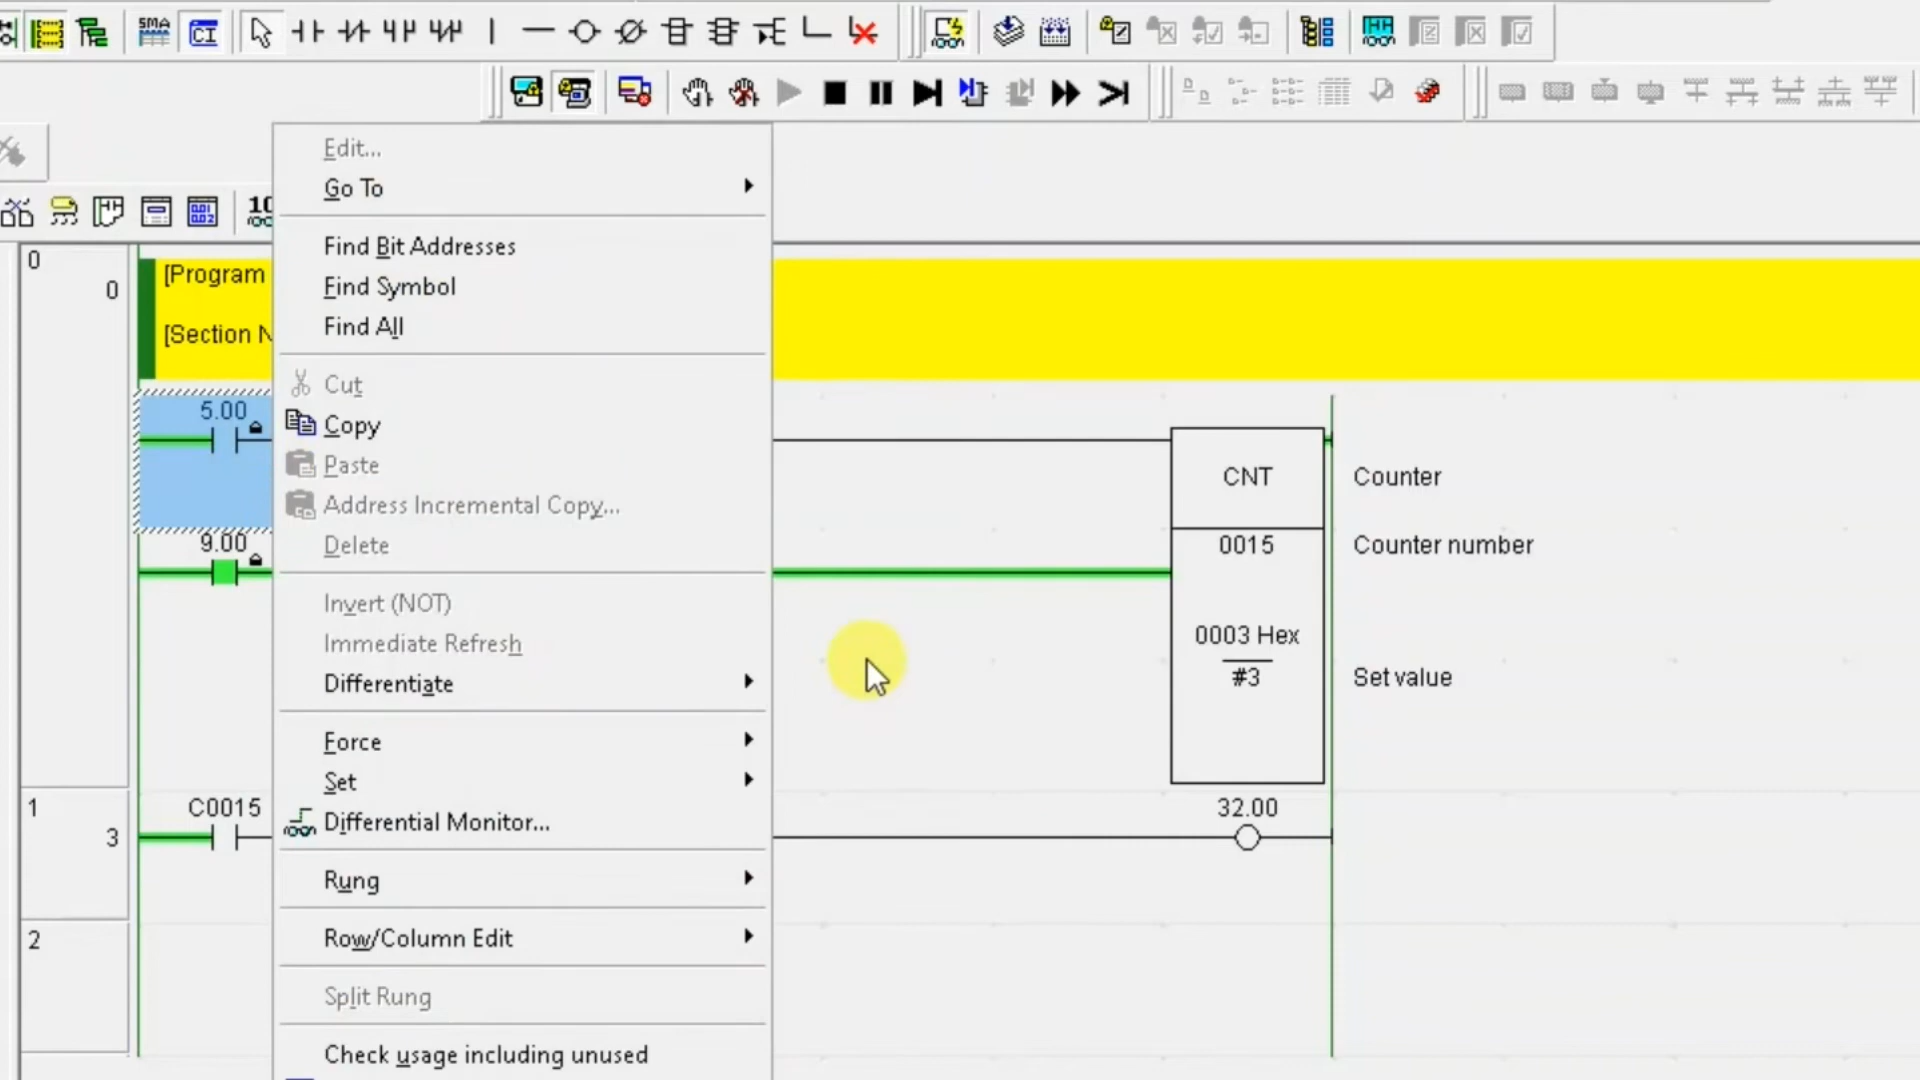 SMA
CI
10
0
0
[Program
[Section N
Edit...
Go To
Find Bit Addresses
Find Symbol
Find All
Cut
Copy
Paste
Address Incremental Copy...
Delete
Invert (NOT)
Immediate Refresh
Differentiate
Force
Set
Differential Monitor...
Rung
Row/Column Edit
Split Rung
Check usage including unused
5.00
9.00
CNT
Counter
0015
Counter number
0003 Hex
#3
Set value
1
3
C0015
32.00
2